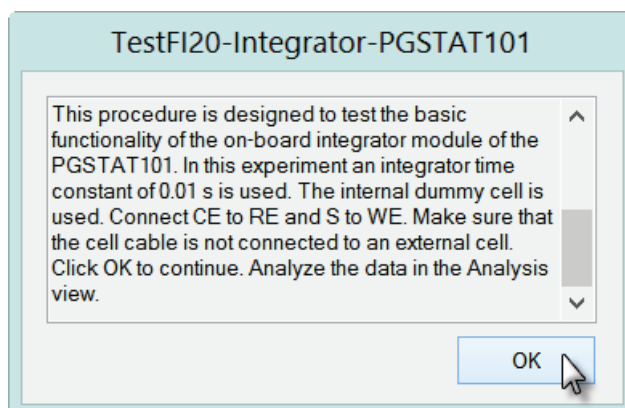 TestFI20-Integrator-PGSTAT101
This procedure is designed to test the basic
functionality of the on-board integrator module of the
PGSTAT101. In this experiment an integrator time
constant of 0.01 s is used. The internal dummy cell is
used. Connect CE to RE and S to WE. Make sure that
the cell cable is not connected to an external cell.
Click OK to continue. Analyze the data in the Analysis
view.
OK